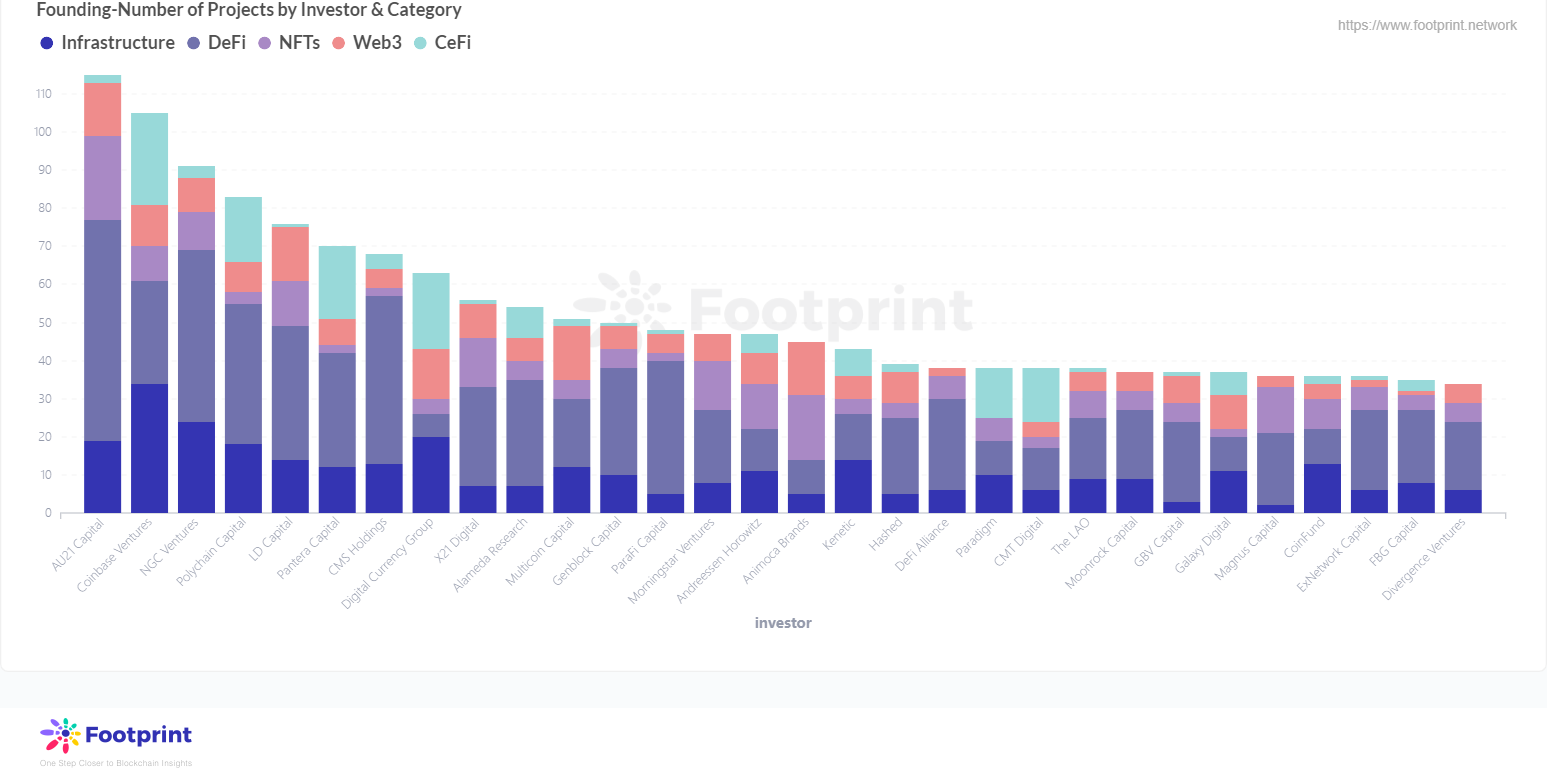 Founding-Number of Projects by Investor & Category
https://www.footprint.network
Infrastructure DeFi NFTs Web3 CeFi
110
100
90
80
70
60
50
40
30
20
10
0
Footprint
AU21 Capital
Coinbase Ventures
NGC Ventures
Polychain Capital
LD Capital
Pantera Capital
CMS Holdings
Digital Currency Group
X21 Digital
Alameda Research
Multicoin Capital
Genblock Capital
ParaFi Capital
Morningstar Ventures
Andreessen Horowitz
Animoca Brands
Kenetic
Hashed
DeFi Alliance
Paradigm
CMT Digital
The LAO
Moonrock Capital
GBV Capital
Galaxy Digital
Magnus Capital
CoinFund
ExNetwork Capital
FBG Capital
Divergence Ventures
investor
Footprint
One Step Closer to Blockchain Insights